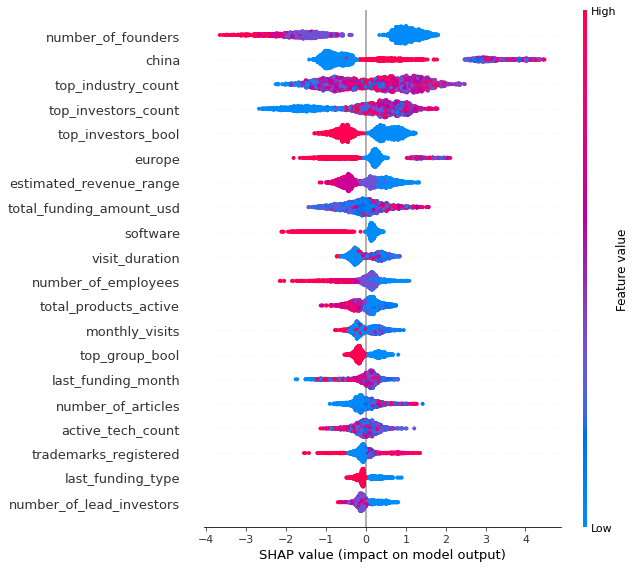 High
number_of_founders
china
top_industry_count
top_investors_count
top_investors_bool
europe
estimated_revenue_range
total_funding_amount_usd
software
visit_duration
number_of_employees
total_products_active
monthly_visits
top_group_bool
last_funding_month
number_of_articles
active_tech_count
trademarks_registered
last_funding_type
number_of_lead_investors
Feature value
Low
−4 −3 −2 −1 0 1 2 3 4
SHAP value (impact on model output)